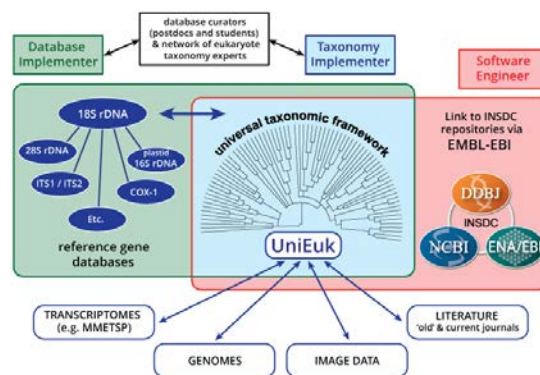 database curators
(postdocs and students)
& network of eukaryote
taxonomy experts
Database
Implementer
Taxonomy
Implementer
Software
Engineer
18S rDNA
28S rDNA
plastid
16S rDNA
ITS1 / ITS2
COX-1
Etc.
reference gene
databases
universal taxonomic framework
UniEuk
Link to INSDC
repositories via
EMBL-EBI
DDBJ
INSDC
NCBI
ENA/EBI
TRANSCRIPTOMES
(e.g. MMETSP)
GENOMES
IMAGE DATA
LITERATURE
'old' & current journals